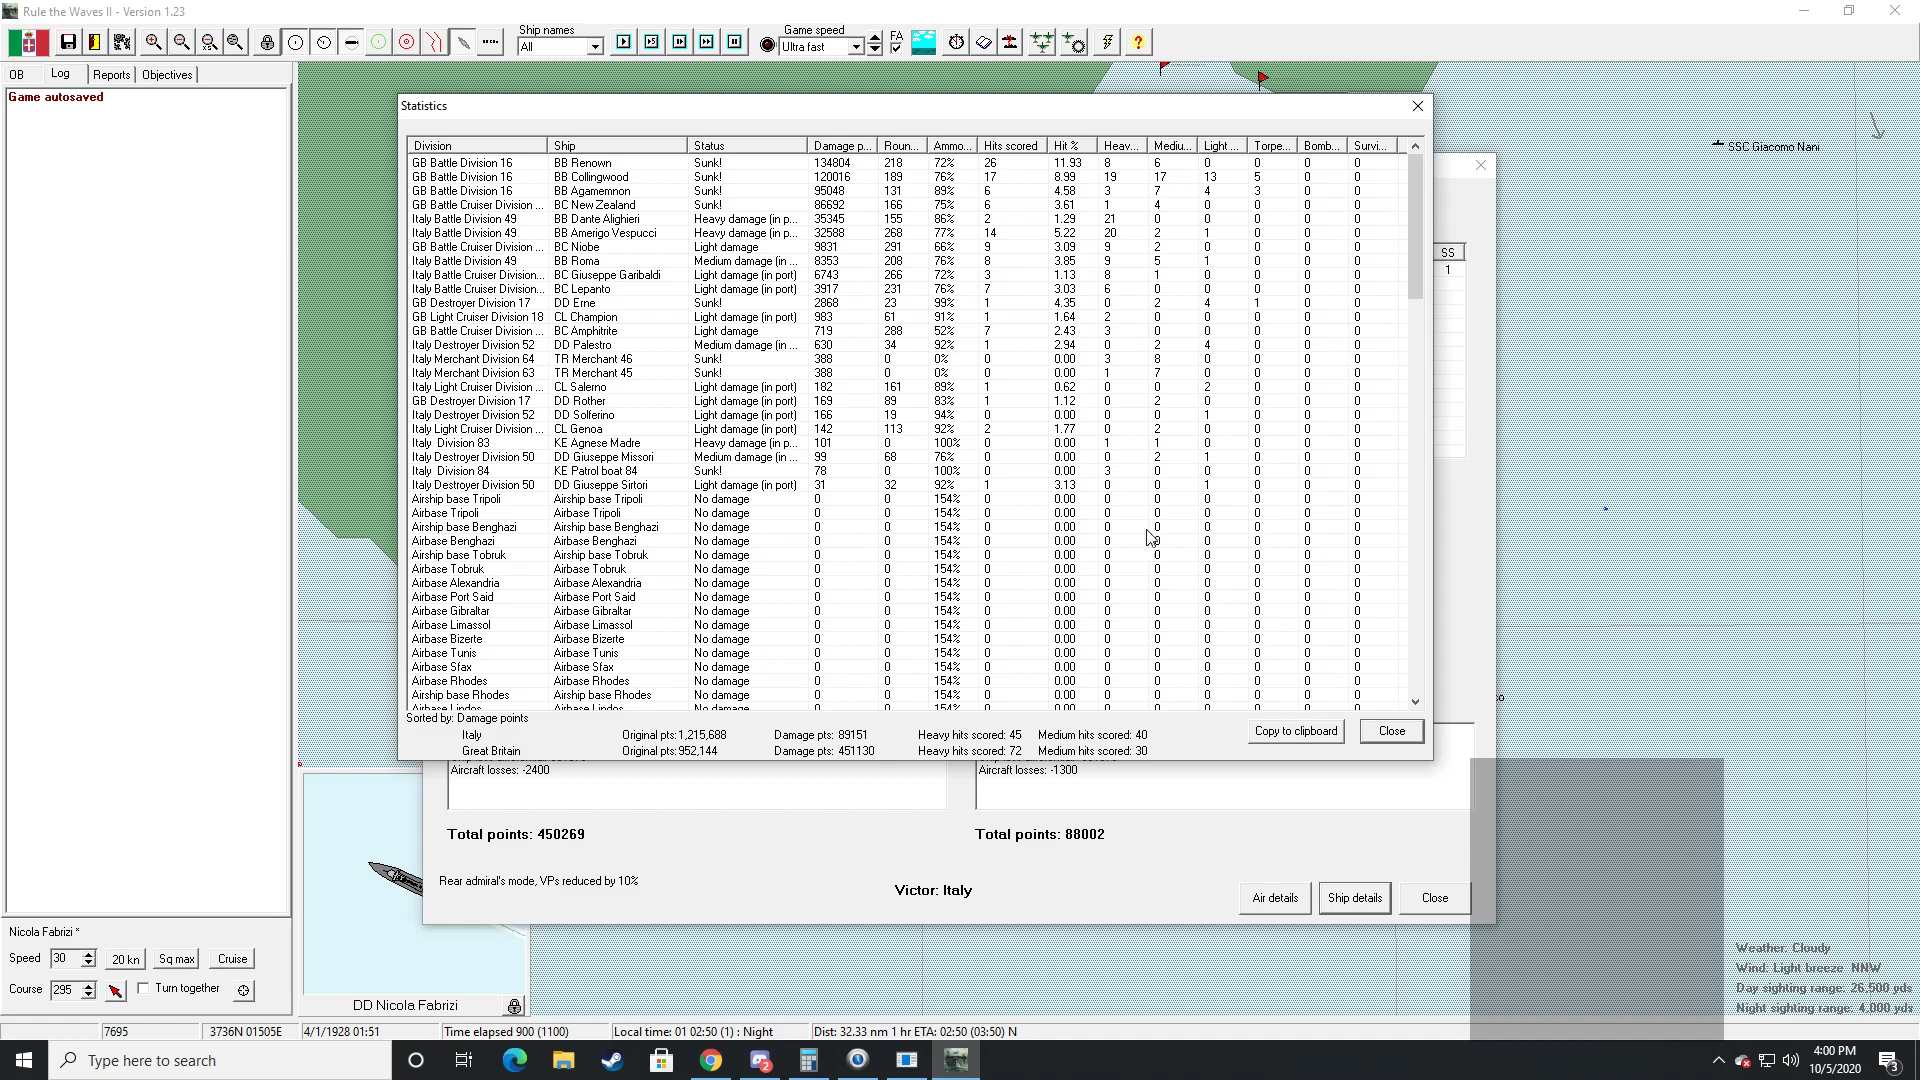 Rule the Waves II - Version 1.23
Ship names
All
Game speed
Ultra fast
FA
OB
Log
Reports
Objectives
Game autosaved
Statistics
SSC Giacomo Nani
Division Ship Status Damage p... Roun... Ammo... Hits scored Hit % Heav... Mediu... Light ... Torpe... Bomb... Survi...
GB Battle Division 16 BB Renown Sunk! 134804 218 72% 26 11.93 8 6 0 0 0 0
GB Battle Division 16 BB Collingwood Sunk! 120016 189 76% 17 8.99 19 17 13 5 0 0
GB Battle Division 16 BB Agamemnon Sunk! 95048 131 89% 6 4.58 3 7 4 3 0 0
GB Battle Cruiser Division ... BC New Zealand Sunk! 86692 166 75% 6 3.61 1 4 0 0 0 0
Italy Battle Division 49 BB Dante Alighieri Heavy damage (in p... 35345 155 86% 2 1.29 21 0 0 0 0 0
Italy Battle Division 49 BB Amerigo Vespucci Heavy damage (in p... 32588 268 77% 14 5.22 20 2 1 0 0 0
GB Battle Cruiser Division ... BC Niobe Light damage 9831 291 66% 9 3.09 9 2 0 0 0 0
Italy Battle Division 49 BB Roma Medium damage (in ... 8353 208 76% 8 3.85 9 5 1 0 0 0
Italy Battle Cruiser Division... BC Giuseppe Garibaldi Light damage (in port) 6743 266 72% 3 1.13 8 1 0 0 0 0
Italy Battle Cruiser Division... BC Lepanto Light damage (in port) 3917 231 76% 7 3.03 6 0 0 0 0 0
GB Destroyer Division 17 DD Erne Sunk! 2868 23 99% 1 4.35 0 2 4 1 0 0
GB Light Cruiser Division 18 CL Champion Light damage (in port) 983 61 91% 1 1.64 2 0 0 0 0 0
GB Battle Cruiser Division ... BC Amphitrite Light damage 719 288 52% 7 2.43 3 0 0 0 0 0
Italy Destroyer Division 52 DD Palestro Medium damage (in ... 630 34 92% 1 2.94 0 2 4 0 0 0
Italy Merchant Division 64 TR Merchant 46 Sunk! 388 0 0% 0 0.00 3 8 0 0 0 0
Italy Merchant Division 63 TR Merchant 45 Sunk! 388 0 0% 0 0.00 1 7 0 0 0 0
Italy Light Cruiser Division ... CL Salerno Light damage (in port) 182 161 89% 1 0.62 0 0 2 0 0 0
GB Destroyer Division 17 DD Rother Light damage (in port) 169 89 83% 1 1.12 0 2 0 0 0 0
Italy Destroyer Division 52 DD Solferino Light damage (in port) 166 19 94% 0 0.00 0 0 1 0 0 0
Italy Light Cruiser Division ... CL Genoa Light damage (in port) 142 113 92% 2 1.77 0 2 0 0 0 0
Italy Division 83 KE Agnese Madre Heavy damage (in p... 101 0 100% 0 0.00 1 1 0 0 0 0
Italy Destroyer Division 50 DD Giuseppe Missori Medium damage (in ... 99 68 76% 0 0.00 0 2 1 0 0 0
Italy Division 84 KE Patrol boat 84 Sunk! 78 0 100% 0 0.00 3 0 0 0 0 0
Italy Destroyer Division 50 DD Giuseppe Sirtori Light damage (in port) 31 32 92% 1 3.13 0 0 1 0 0 0
Airship base Tripoli Airship base Tripoli No damage 0 0 154% 0 0.00 0 0 0 0 0 0
Airbase Tripoli Airbase Tripoli No damage 0 0 154% 0 0.00 0 0 0 0 0 0
Airship base Benghazi Airship base Benghazi No damage 0 0 154% 0 0.00 0 0 0 0 0 0
Airbase Benghazi Airbase Benghazi No damage 0 0 154% 0 0.00 0 0 0 0 0
Airship base Tobruk Airship base Tobruk No damage 0 0 154% 0 0.00 0 0 0 0 0 0
Airbase Tobruk Airbase Tobruk No damage 0 0 154% 0 0.00 0 0 0 0 0 0
Airbase Alexandria Airbase Alexandria No damage 0 0 154% 0 0.00 0 0 0 0 0 0
Airbase Port Said Airbase Port Said No damage 0 0 154% 0 0.00 0 0 0 0 0 0
Airbase Gibraltar Airbase Gibraltar No damage 0 0 154% 0 0.00 0 0 0 0 0 0
Airbase Limassol Airbase Limassol No damage 0 0 154% 0 0.00 0 0 0 0 0 0
Airbase Bizerte Airbase Bizerte No damage 0 0 154% 0 0.00 0 0 0 0 0 0
Airbase Tunis Airbase Tunis No damage 0 0 154% 0 0.00 0 0 0 0 0 0
Airbase Sfax Airbase Sfax No damage 0 0 154% 0 0.00 0 0 0 0 0 0
Airbase Rhodes Airbase Rhodes No damage 0 0 154% 0 0.00 0 0 0 0 0 0
Airship base Rhodes Airship base Rhodes No damage 0 0 154% 0 0.00 0 0 0 0 0 0
Airbase Lindos Airbase Lindos No damage 0 0 154% 0 0.00 0 0 0 0 0 0
SS
1
Sorted by: Damage points
Italy Original pts: 1,215,688 Damage pts: 89151 Heavy hits scored: 45 Medium hits scored: 40
Great Britain Original pts: 952,144 Damage pts: 451130 Heavy hits scored: 72 Medium hits scored: 30
Copy to clipboard
Close
Aircraft losses: -2400
Aircraft losses: -1300
Total points: 450269
Total points: 88002
Rear admiral's mode, VPs reduced by 10%
Victor: Italy
Air details
Ship details
Close
Nicola Fabrizi *
Speed 30 20 kn Sq max Cruise
Course 295 Turn together
DD Nicola Fabrizi
Weather: Cloudy
Wind: Light breeze NNW
Day sighting range: 26,500 yds
Night sighting range: 4,000 yds
7695 3736N 01505E 4/1/1928 01:51 Time elapsed 900 (1100) Local time: 01 02:50 (1) : Night Dist: 32.33 nm 1 hr ETA: 02:50 (03:50) N
Type here to search
2
4:00 PM
10/5/2020
3